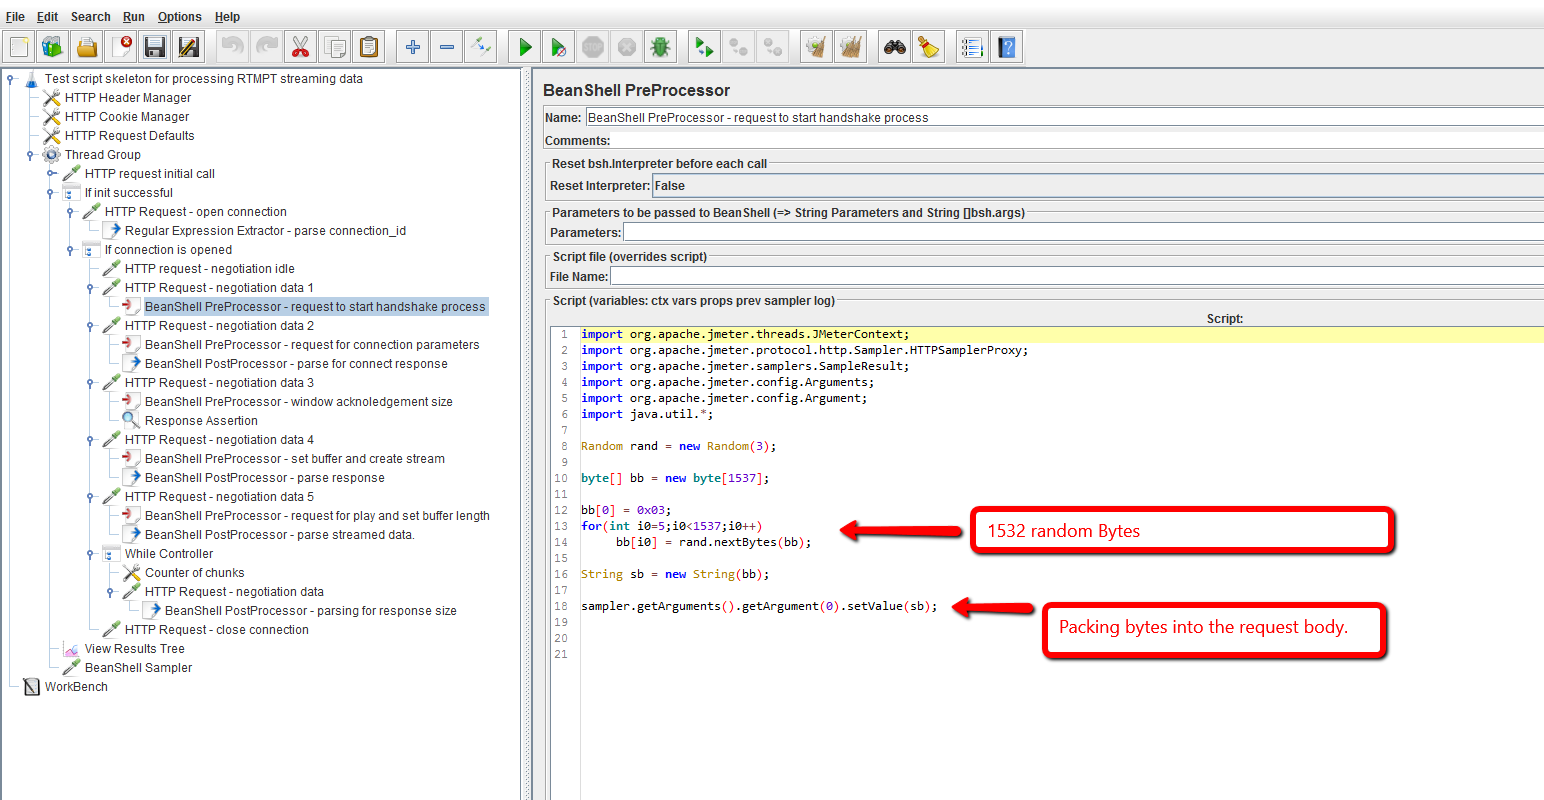 File Edit Search Run Options Help
Test script skeleton for processing RTMPT streaming data
HTTP Header Manager
HTTP Cookie Manager
HTTP Request Defaults
Thread Group
HTTP request initial call
If init successful
HTTP Request - open connection
Regular Expression Extractor - parse connection_id
If connection is opened
HTTP request - negotiation idle
HTTP Request - negotiation data 1
BeanShell PreProcessor - request to start handshake process
HTTP Request - negotiation data 2
BeanShell PreProcessor - request for connection parameters
BeanShell PostProcessor - parse for connect response
HTTP Request - negotiation data 3
BeanShell PreProcessor - window acknoledgement size
Response Assertion
HTTP Request - negotiation data 4
BeanShell PreProcessor - set buffer and create stream
BeanShell PostProcessor - parse response
HTTP Request - negotiation data 5
BeanShell PreProcessor - request for play and set buffer length
BeanShell PostProcessor - parse streamed data.
While Controller
Counter of chunks
HTTP Request - negotiation data
BeanShell PostProcessor - parsing for response size
HTTP Request - close connection
View Results Tree
BeanShell Sampler
WorkBench
BeanShell PreProcessor
Name: BeanShell PreProcessor - request to start handshake process
Comments:
Reset bsh.Interpreter before each call
Reset Interpreter: False
Parameters to be passed to BeanShell (=> String Parameters and String []bsh.args)
Parameters:
Script file (overrides script)
File Name:
Script (variables: ctx vars props prev sampler log)
Script:
1 import org.apache.jmeter.threads.JMeterContext;
2 import org.apache.jmeter.protocol.http.Sampler.HTTPSamplerProxy;
3 import org.apache.jmeter.samplers.SampleResult;
4 import org.apache.jmeter.config.Arguments;
5 import org.apache.jmeter.config.Argument;
6 import java.util.*;
7
8 Random rand = new Random(3);
9
10 byte[] bb = new byte[1537];
11
12 bb[0] = 0x03;
13 for(int i0=5;i0<1537;i0++)
14 bb[i0] = rand.nextBytes(bb);
15
16 String sb = new String(bb);
17
18 sampler.getArguments().getArgument(0).setValue(sb);
19
20
21
1532 random Bytes
Packing bytes into the request body.